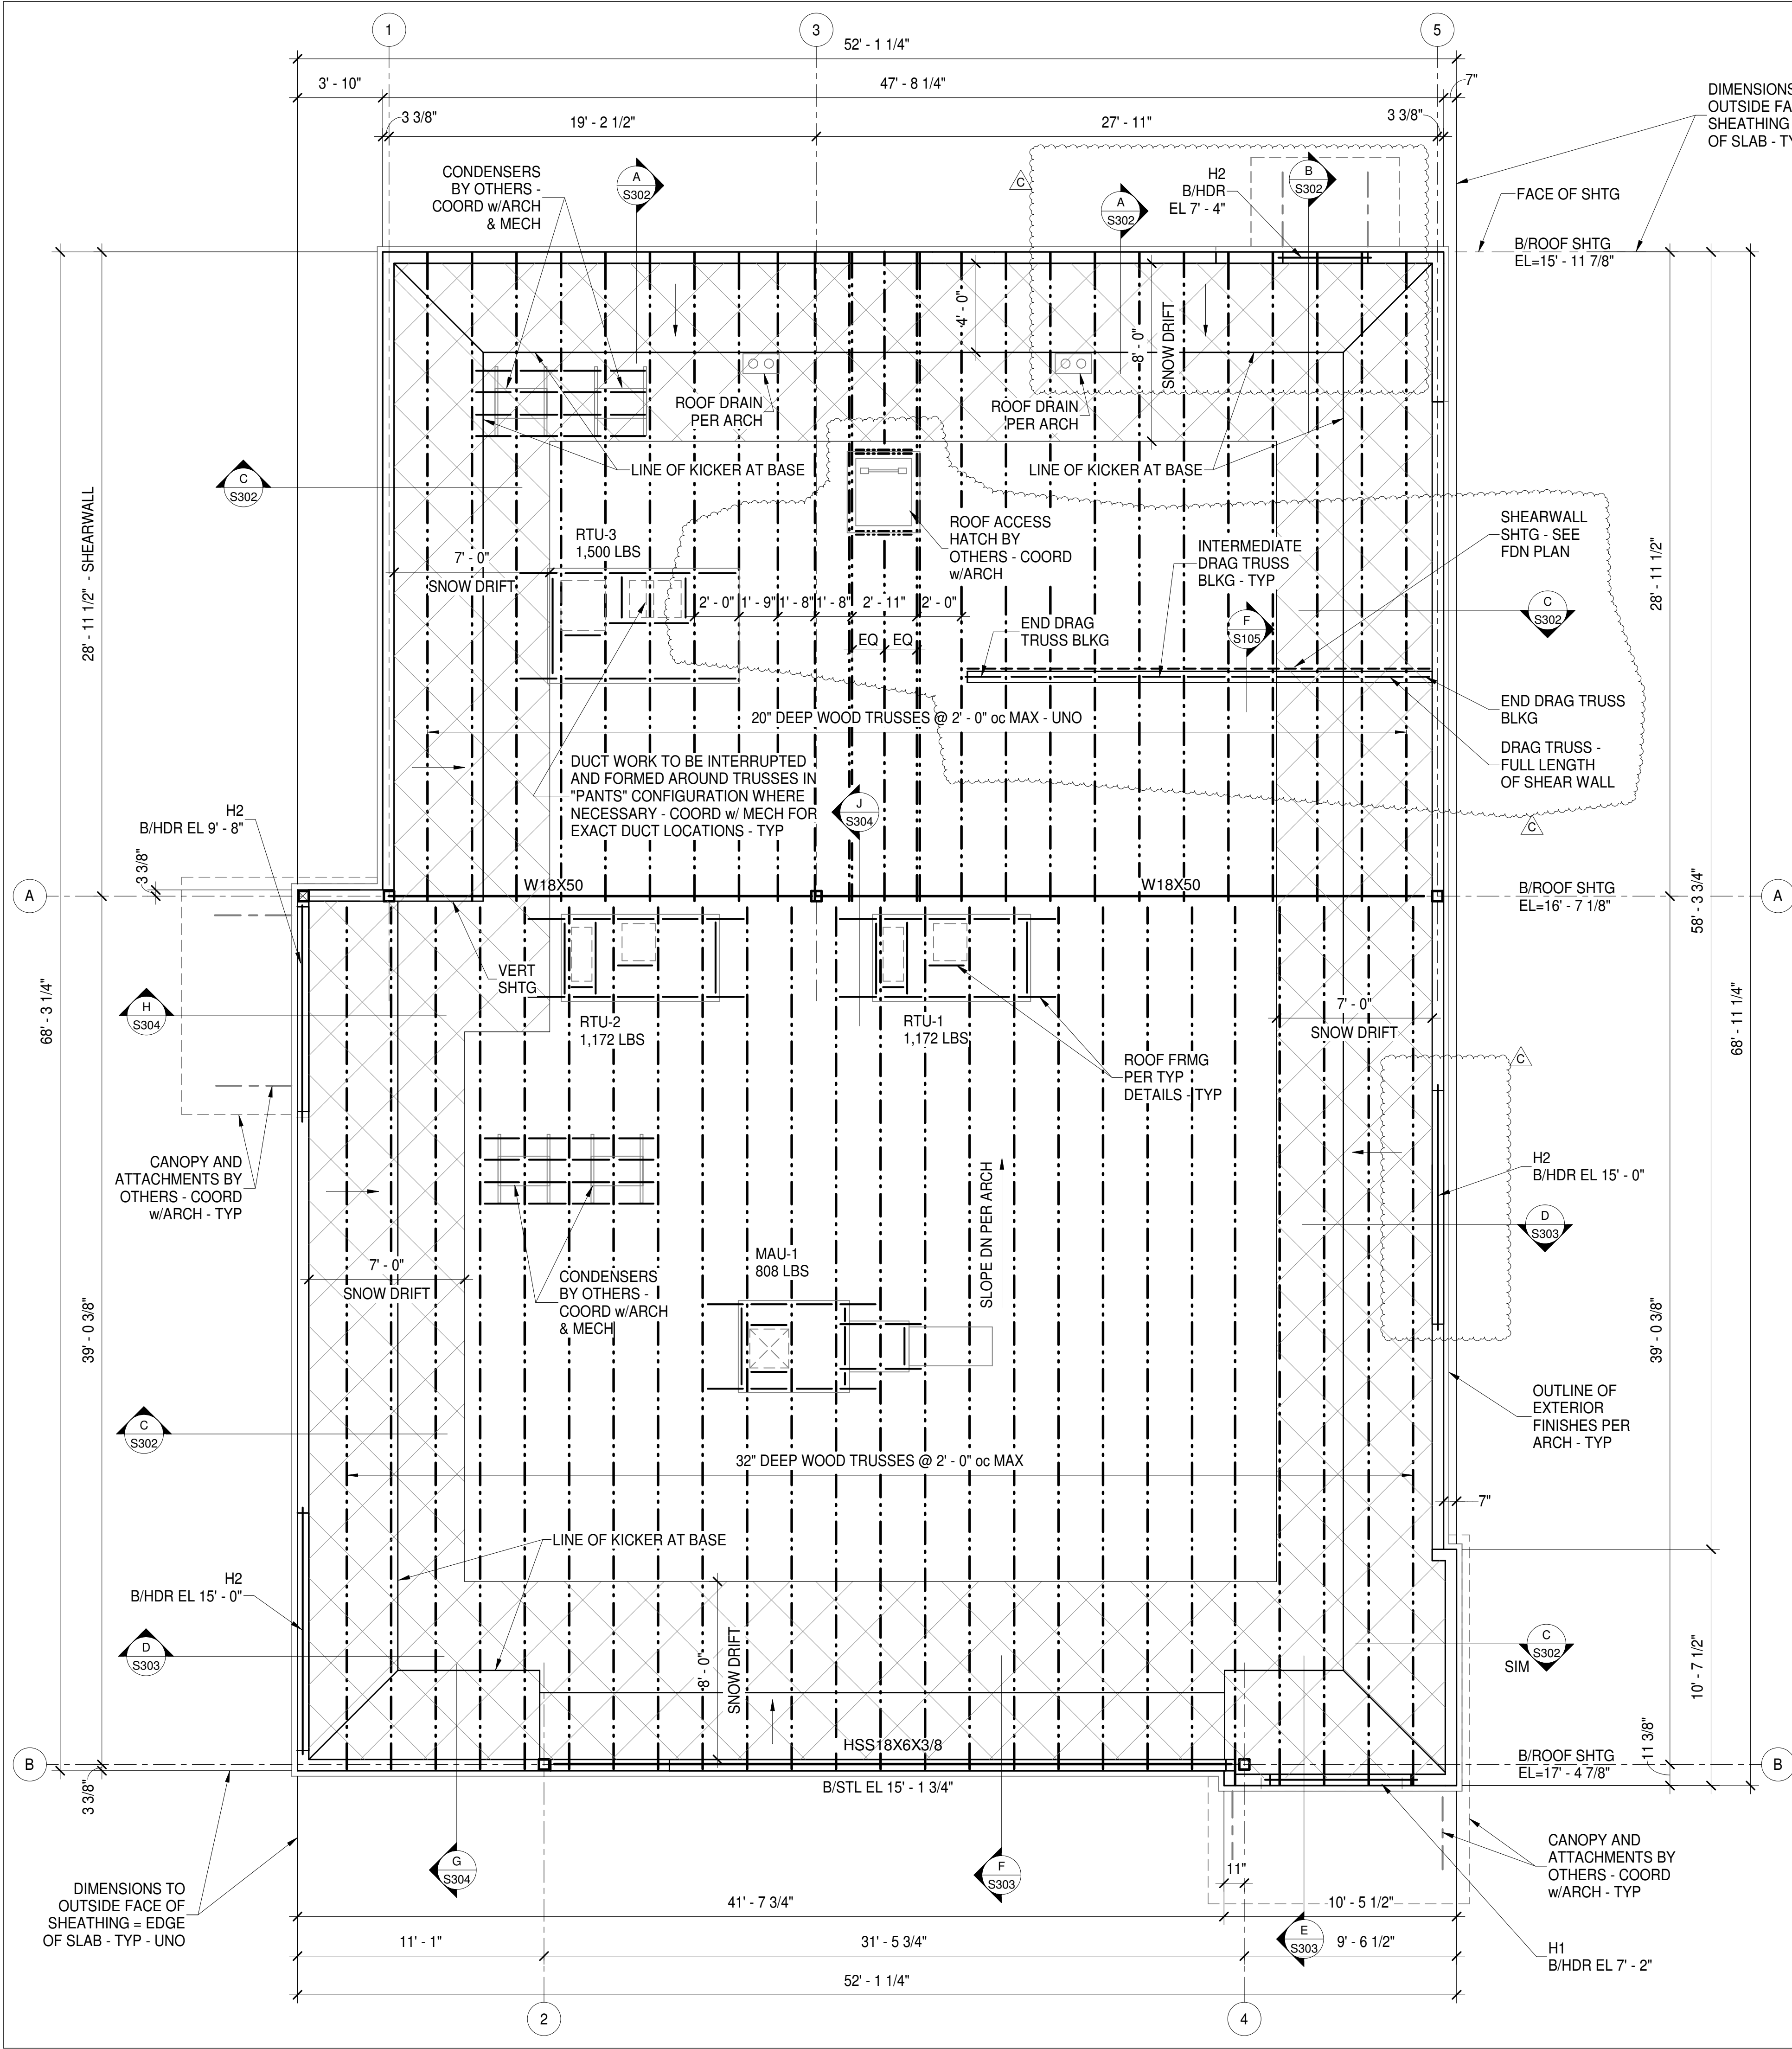 1
3
5
52' - 1 1/4"
3' - 10"
47' - 8 1/4"
7"
3 3/8"
19' - 2 1/2"
27' - 11"
3 3/8"
DIMENSIONS
OUTSIDE FA
SHEATHING
OF SLAB - TY
CONDENSERS
BY OTHERS -
COORD w/ARCH
& MECH
A
S302
C
A
S302
H2
B/HDR
EL 7' - 4"
B
S302
FACE OF SHTG
B/ROOF SHTG
EL=15' - 11 7/8"
4' - 0"
8' - 0"
SNOW DRIFT
ROOF DRAIN
PER ARCH
ROOF DRAIN
PER ARCH
LINE OF KICKER AT BASE
LINE OF KICKER AT BASE
C
S302
28' - 11 1/2" - SHEARWALL
RTU-3
1,500 LBS
7' - 0"
SNOW DRIFT
ROOF ACCESS
HATCH BY
OTHERS - COORD
w/ARCH
INTERMEDIATE
DRAG TRUSS
BLKG - TYP
SHEARWALL
SHTG - SEE
FDN PLAN
28' - 11 1/2"
2' - 0"
1' - 9"
1' - 8"
1' - 8"
2' - 11"
2' - 0"
EQ
EQ
END DRAG
TRUSS BLKG
F
S105
C
S302
END DRAG TRUSS
BLKG
DRAG TRUSS -
FULL LENGTH
OF SHEAR WALL
20" DEEP WOOD TRUSSES @ 2' - 0" oc MAX - UNO
DUCT WORK TO BE INTERRUPTED
AND FORMED AROUND TRUSSES IN
"PANTS" CONFIGURATION WHERE
NECESSARY - COORD w/ MECH FOR
EXACT DUCT LOCATIONS - TYP
J
S304
C
H2
B/HDR EL 9' - 8"
3 3/8"
A
W18X50
W18X50
B/ROOF SHTG
EL=16' - 7 1/8"
A
58' - 3 3/4"
VERT
SHTG
68' - 3 1/4"
H
S304
RTU-2
1,172 LBS
RTU-1
1,172 LBS
7' - 0"
SNOW DRIFT
68' - 11 1/4"
ROOF FRMG
PER TYP
DETAILS - TYP
C
CANOPY AND
ATTACHMENTS BY
OTHERS - COORD
w/ARCH - TYP
H2
B/HDR EL 15' - 0"
D
S303
SLOPE DN PER ARCH
7' - 0"
SNOW DRIFT
CONDENSERS
BY OTHERS -
COORD w/ARCH
& MECH
MAU-1
808 LBS
39' - 0 3/8"
39' - 0 3/8"
OUTLINE OF
EXTERIOR
FINISHES PER
ARCH - TYP
C
S302
32" DEEP WOOD TRUSSES @ 2' - 0" oc MAX
7"
LINE OF KICKER AT BASE
H2
B/HDR EL 15' - 0"
D
S303
8' - 0"
SNOW DRIFT
C
S302
SIM
10' - 7 1/2"
HSS18X6X3/8
B
B/ROOF SHTG
EL=17' - 4 7/8"
11 3/8"
B
3 3/8"
B/STL EL 15' - 1 3/4"
G
S304
F
S303
11"
CANOPY AND
ATTACHMENTS BY
OTHERS - COORD
w/ARCH - TYP
DIMENSIONS TO
OUTSIDE FACE OF
SHEATHING = EDGE
OF SLAB - TYP - UNO
41' - 7 3/4"
10' - 5 1/2"
11' - 1"
31' - 5 3/4"
E
S303
9' - 6 1/2"
H1
B/HDR EL 7' - 2"
52' - 1 1/4"
2
4